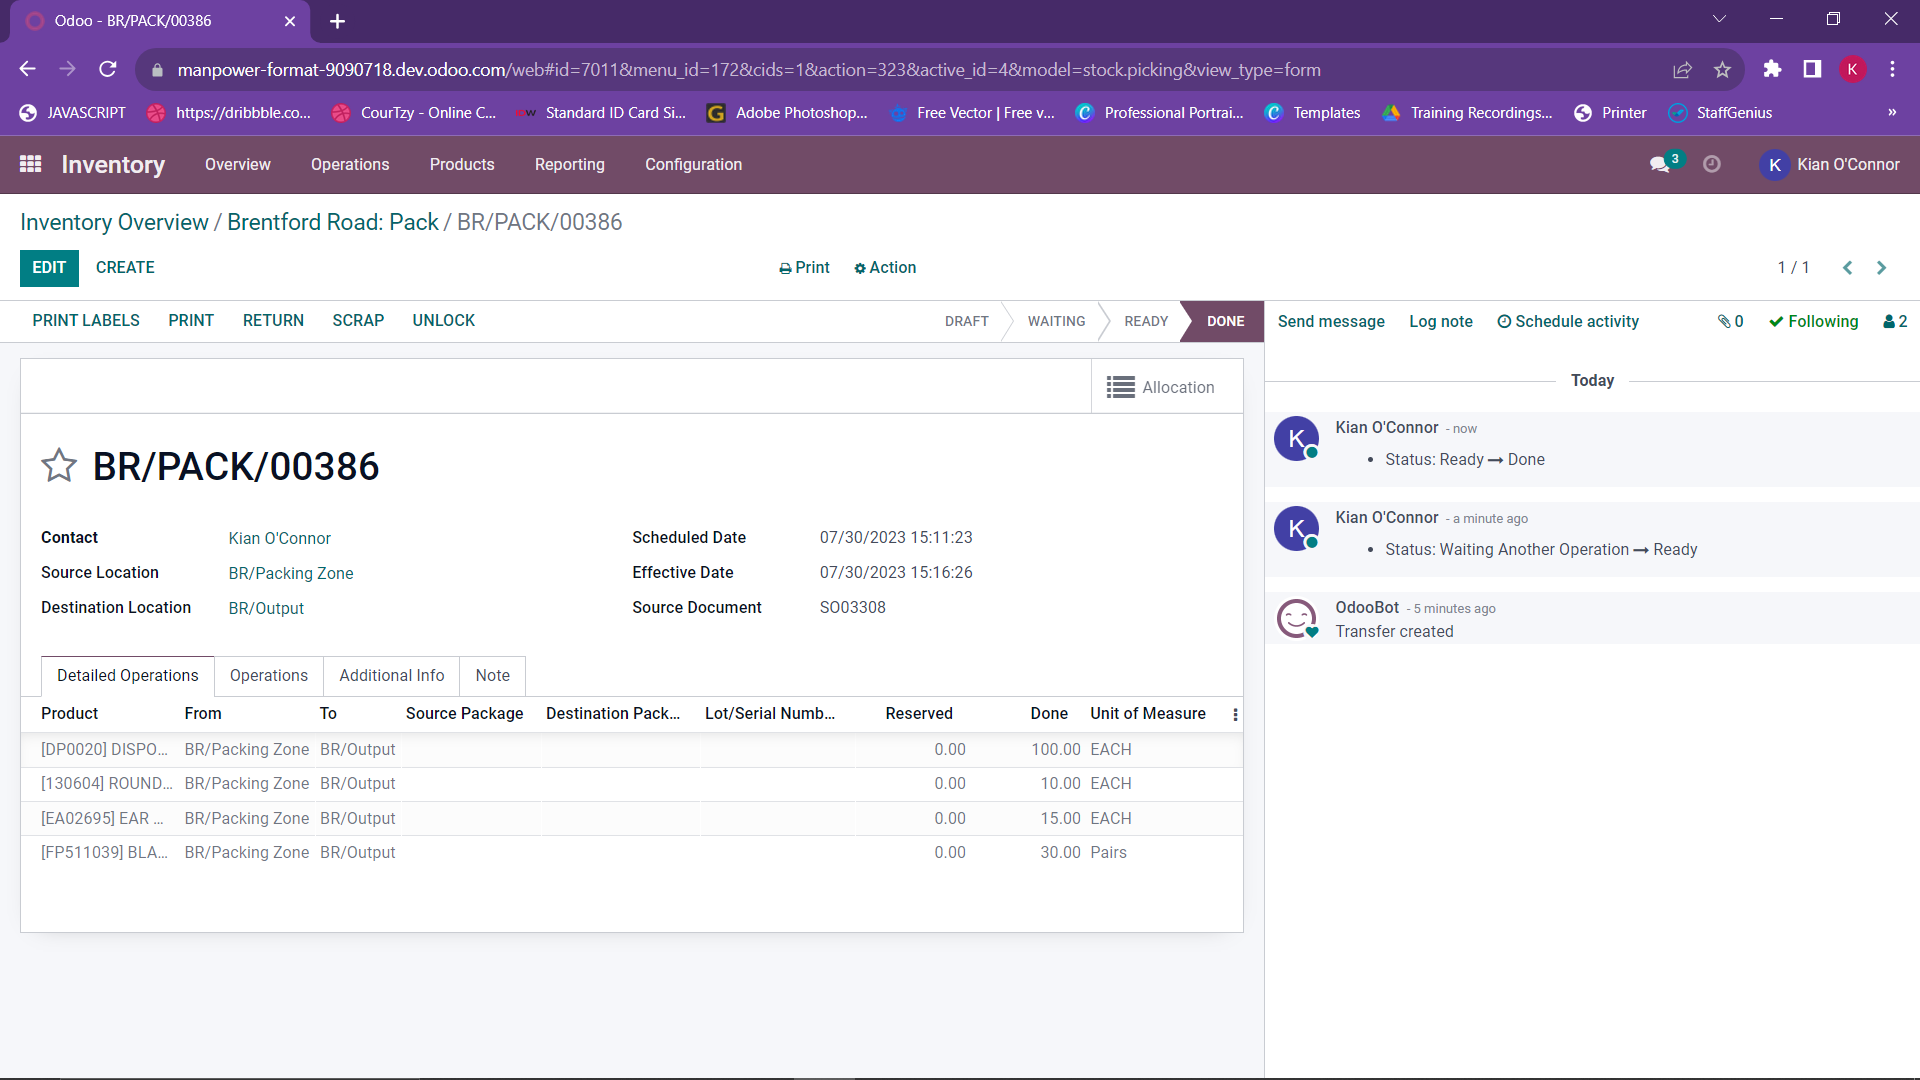 Odoo - BR/PACK/00386
manpower-format-9090718.dev.odoo.com/web#id=7011&menu_id=172&cids=1&action=323&active_id=4&model=stock.picking&view_type=form
K
JAVASCRIPT https://dribbble.co... CourTzy - Online C... Standard ID Card Si... Adobe Photoshop... Free Vector | Free v... Professional Portrai... Templates Training Recordings... Printer StaffGenius »
Inventory Overview Operations Products Reporting Configuration 3 K Kian O'Connor
Inventory Overview / Brentford Road: Pack / BR/PACK/00386
EDIT CREATE Print Action 1 / 1
PRINT LABELS PRINT RETURN SCRAP UNLOCK DRAFT WAITING READY DONE
Send message Log note Schedule activity 0 Following 2
Allocation
BR/PACK/00386
Contact Kian O'Connor
Source Location BR/Packing Zone
Destination Location BR/Output
Scheduled Date 07/30/2023 15:11:23
Effective Date 07/30/2023 15:16:26
Source Document SO03308
Detailed Operations Operations Additional Info Note
Product From To Source Package Destination Pack... Lot/Serial Numb... Reserved Done Unit of Measure
[DP0020] DISPO... BR/Packing Zone BR/Output 0.00 100.00 EACH
[130604] ROUND... BR/Packing Zone BR/Output 0.00 10.00 EACH
[EA02695] EAR ... BR/Packing Zone BR/Output 0.00 15.00 EACH
[FP511039] BLA... BR/Packing Zone BR/Output 0.00 30.00 Pairs
Today
K Kian O'Connor - now
• Status: Ready → Done
K Kian O'Connor - a minute ago
• Status: Waiting Another Operation → Ready
OdooBot - 5 minutes ago
Transfer created